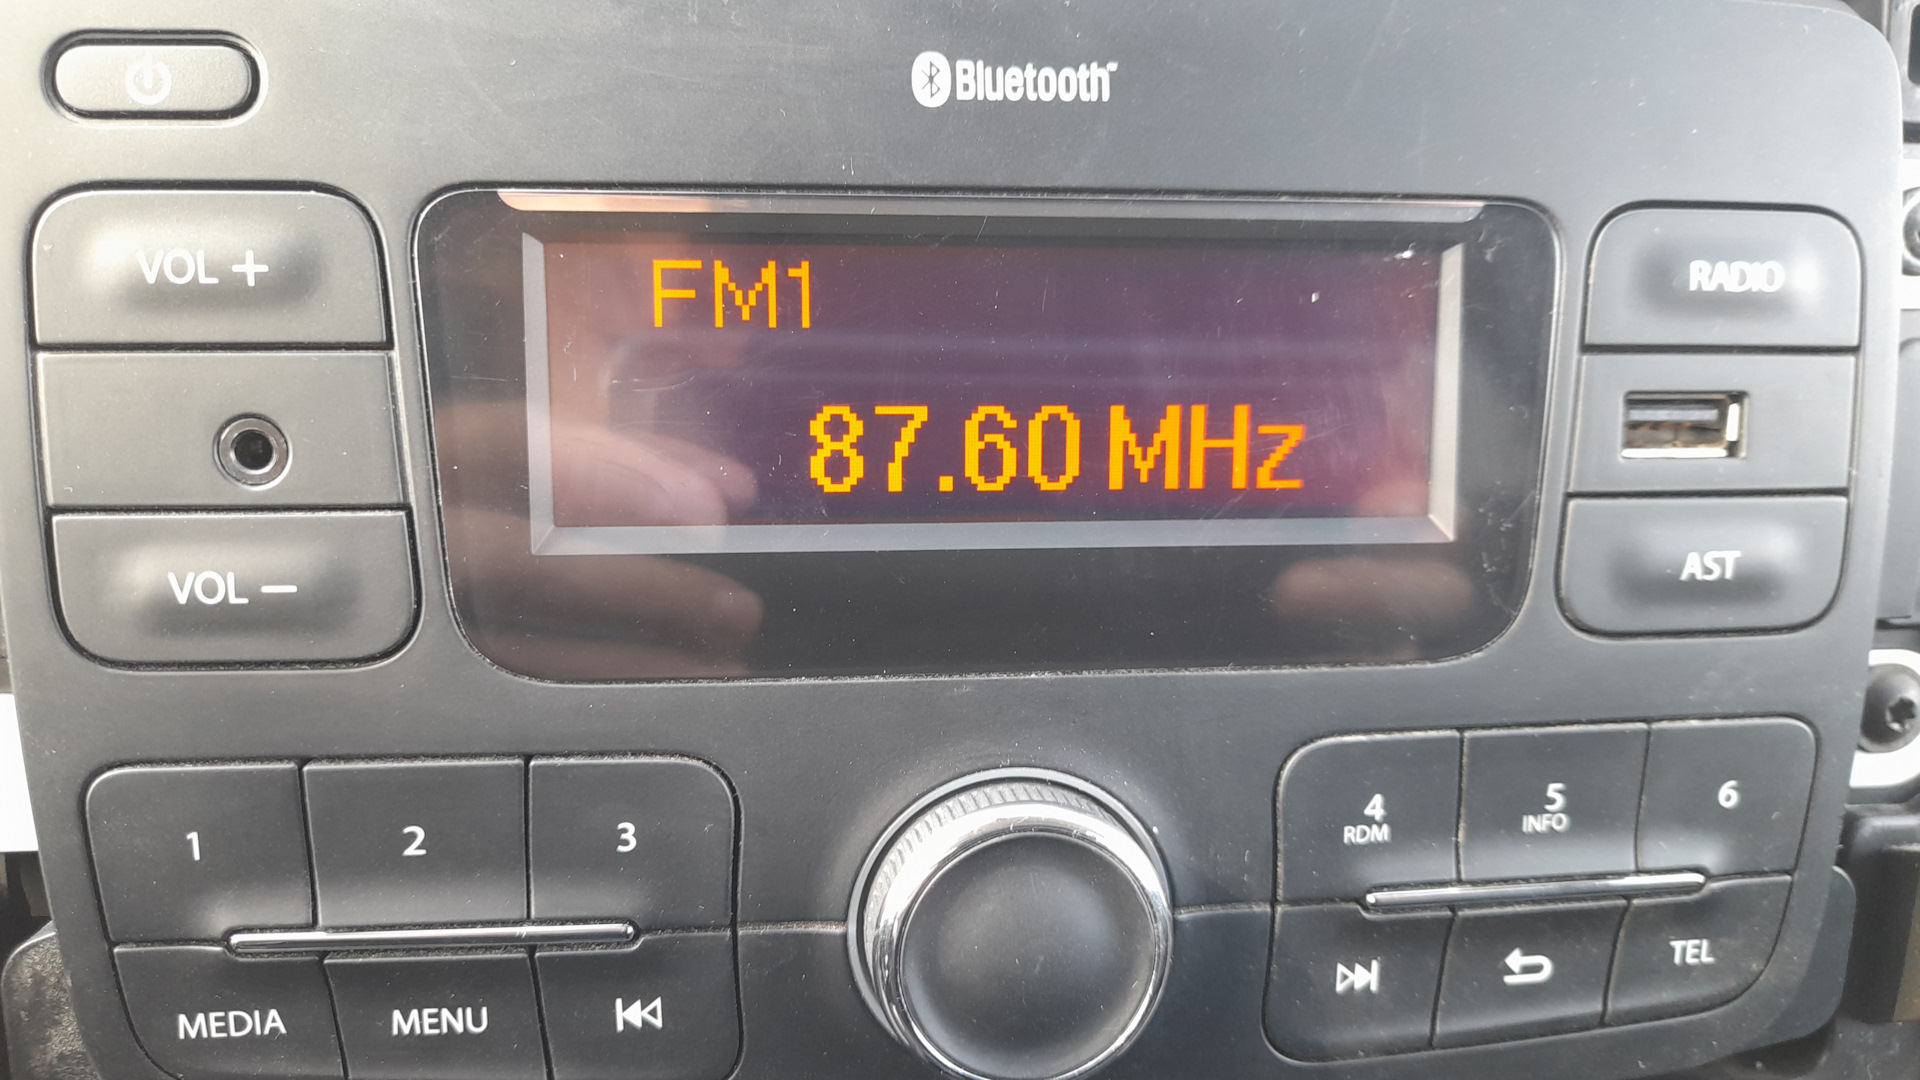 Bluetooth™
VOL +
FM1
RADIO
87.60 MHz
VOL −
AST
1
2
3
4
RDM
5
INFO
6
MEDIA
MENU
TEL